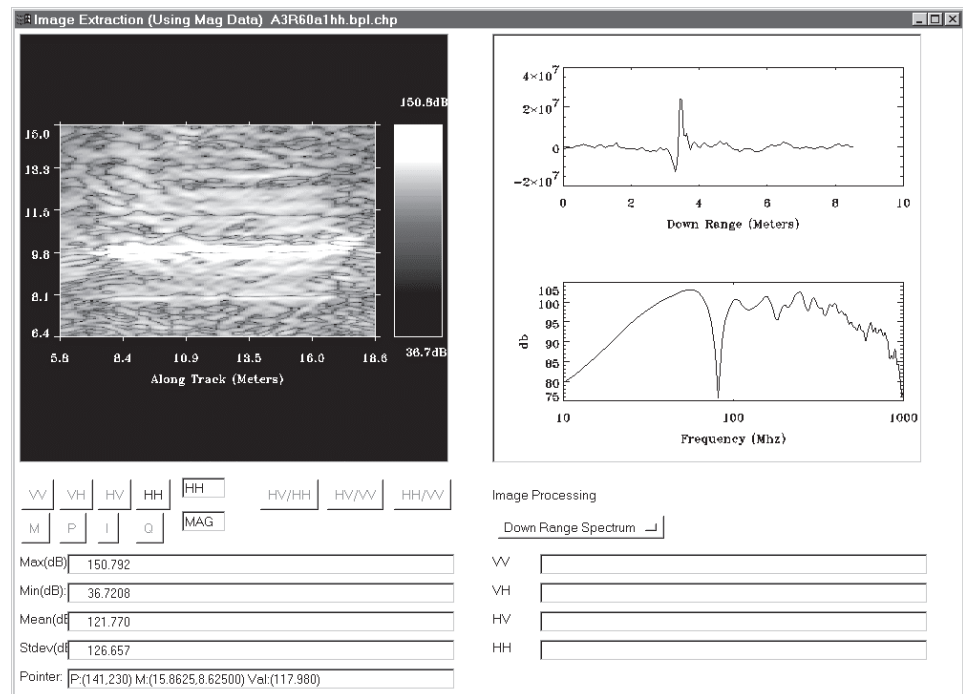 Image Extraction (Using Mag Data) A3R60a1hh.bpl.chp
150.8dB
15.0
13.3
11.5
9.8
8.1
6.4
36.7dB
5.8 8.4 10.9 13.5 16.0 18.6
Along Track (Meters)
4×10⁷
2×10⁷
0
−2×10⁷
0 2 4 6 8 10
Down Range (Meters)
105
100
95
90
85
80
75
db
10 100 1000
Frequency (Mhz)
VV VH HV HH HH HV/HH HV/VV HH/VV
M P I Q MAG
Image Processing
Down Range Spectrum
Max(dB) 150.792
Min(dB): 36.7208
Mean(dB 121.770
Stdev(dB 126.657
Pointer: P:(141,230) M:(15.8625,8.62500) Val:(117.980)
VV
VH
HV
HH